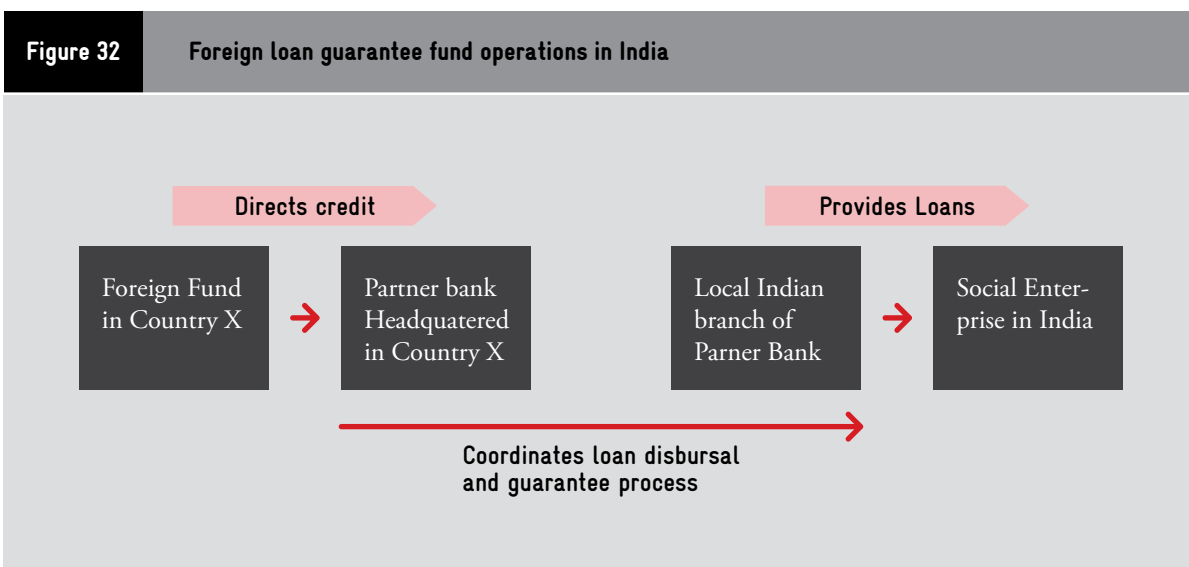 Figure 32
Foreign loan guarantee fund operations in India
Directs credit
Provides Loans
Foreign Fund
in Country X
Partner bank
Headquatered
in Country X
Local Indian
branch of
Parner Bank
Social Enter-
prise in India
Coordinates loan disbursal
and guarantee process